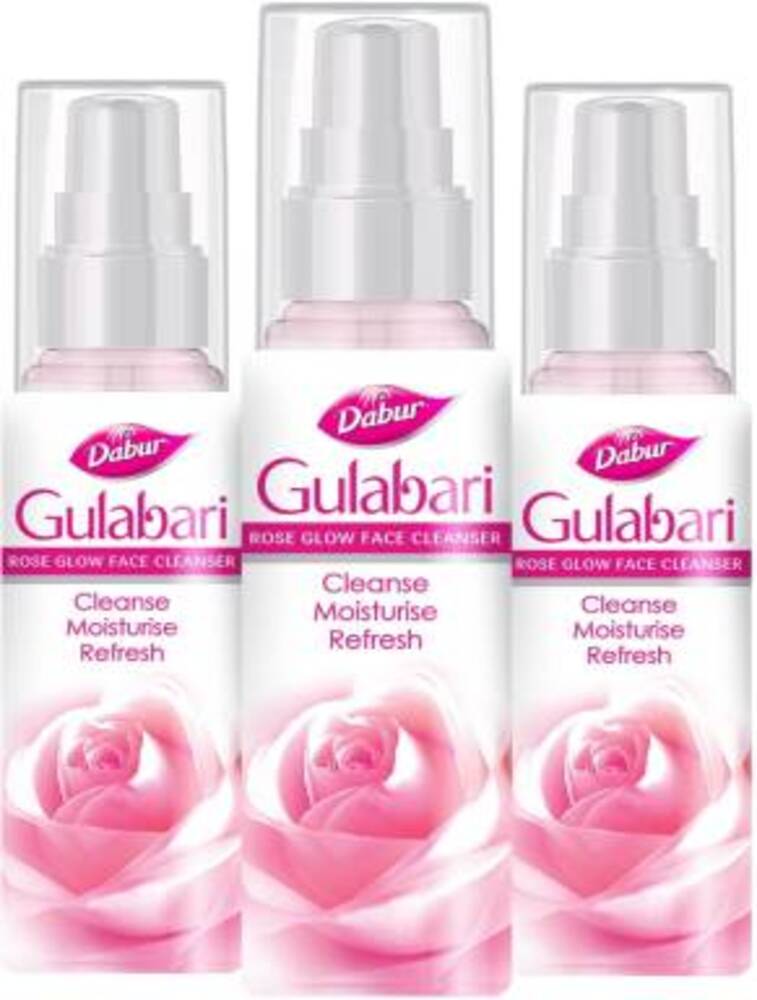 Dabur
Gulabari
ROSE GLOW FACE CLEANSER
Cleanse
Moisturise
Refresh
Dabur
Gulabari
ROSE GLOW FACE CLEANSER
Cleanse
Moisturise
Refresh
Dabur
Gulabari
ROSE GLOW FACE CLEANSER
Cleanse
Moisturise
Refresh